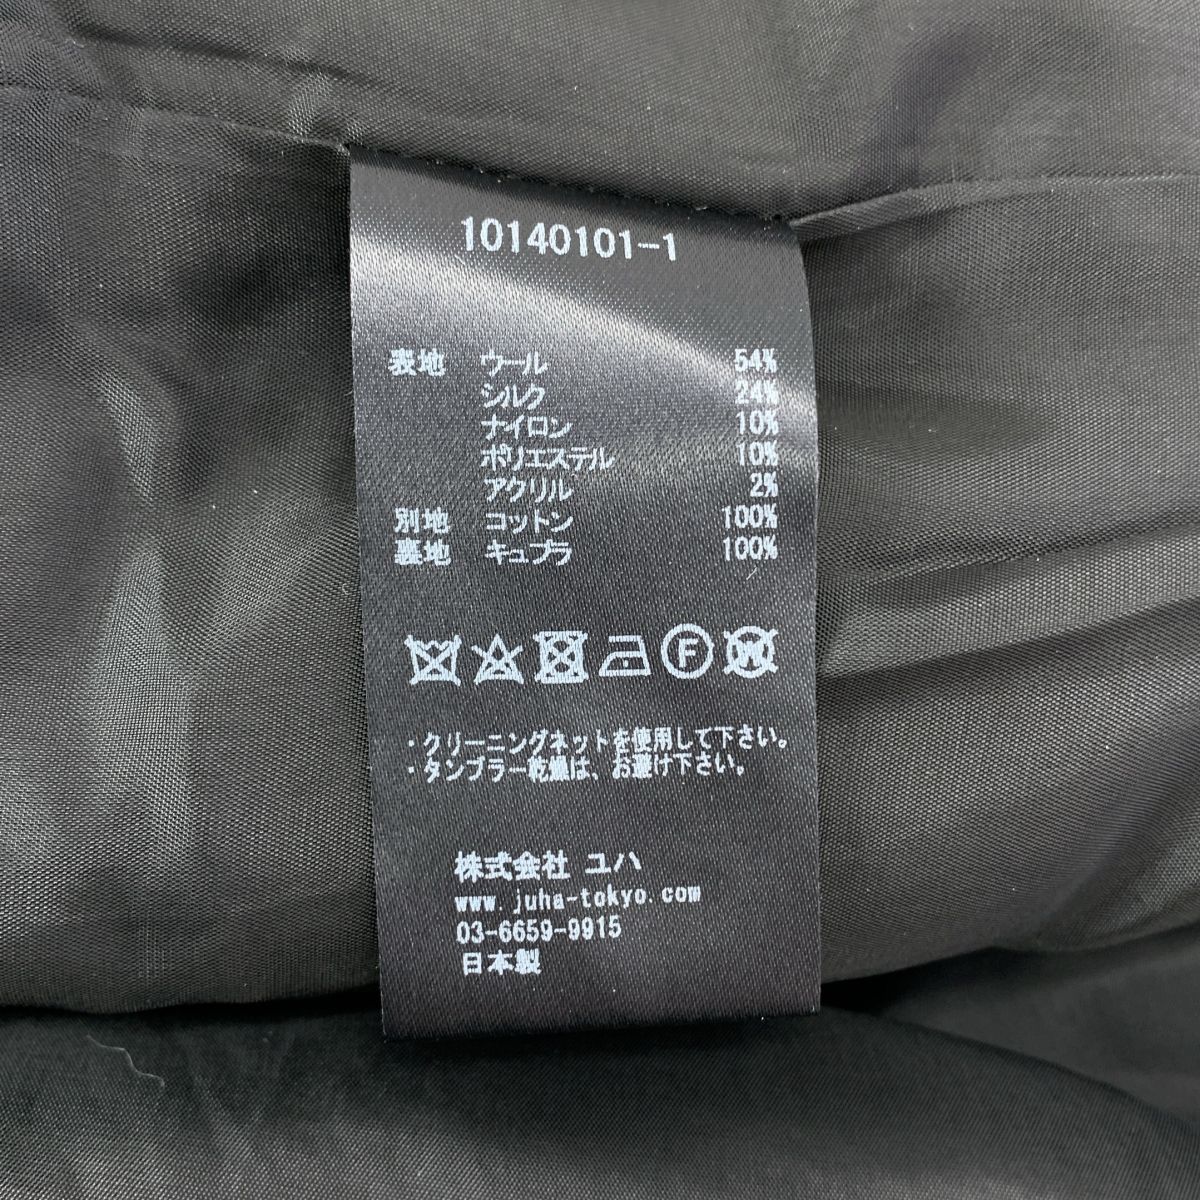 10140101-1
表地 ウール 54%
シルク 24%
ナイロン 10%
ポリエステル 10%
アクリル 2%
別地 コットン 100%
裏地 キュプラ 100%
F W
・クリーニングネットを使用して下さい。
・タンブラー乾燥は、お避け下さい。
株式会社 ユハ
www.juha-tokyo.com
03-6659-9915
日本製